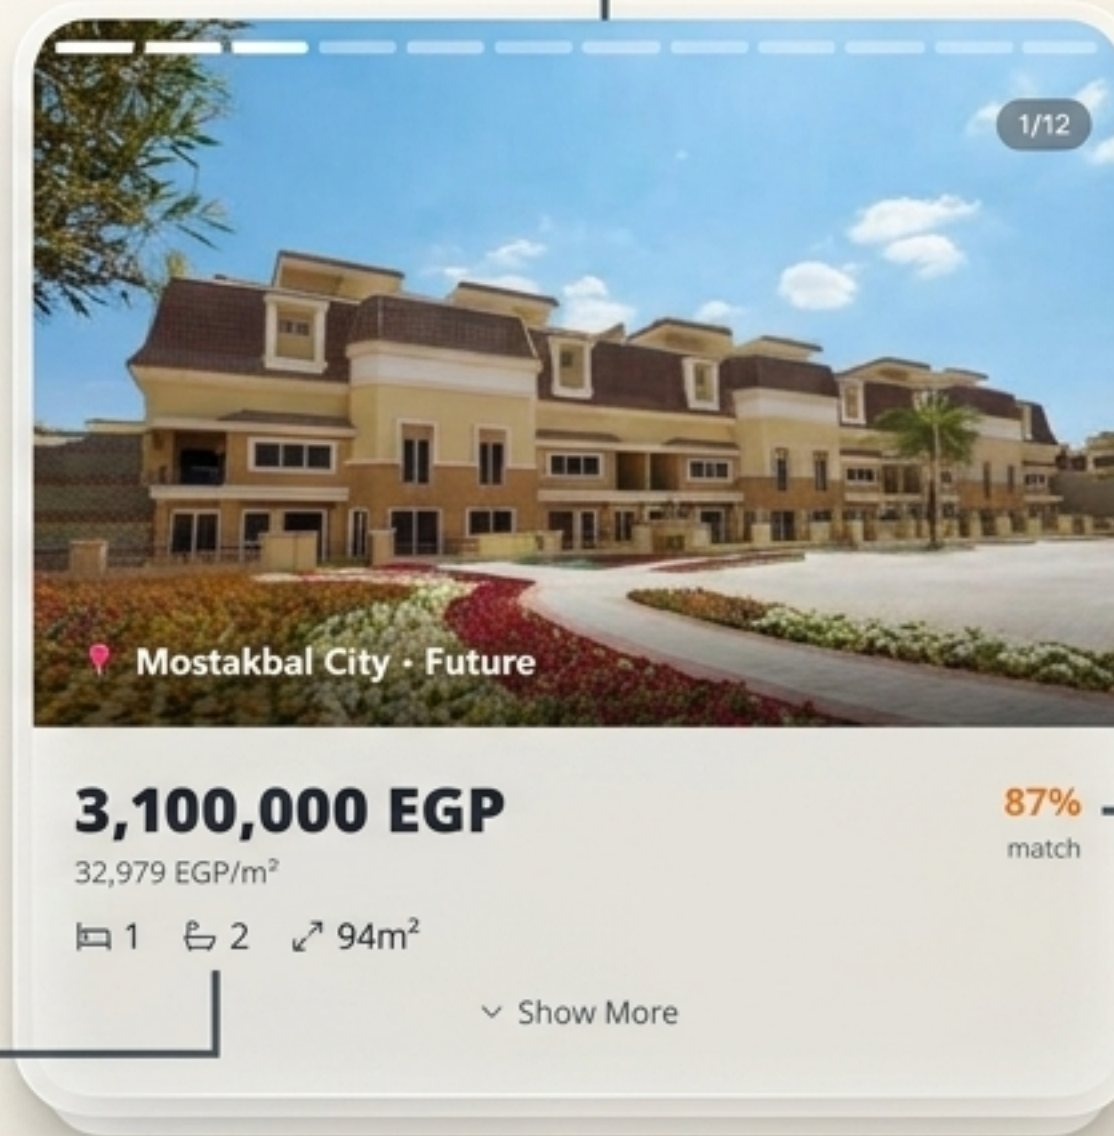 1/12
Mostakbal City · Future
3,100,000 EGP
87%
match
32,979 EGP/m²
1 2 94m²
Show More